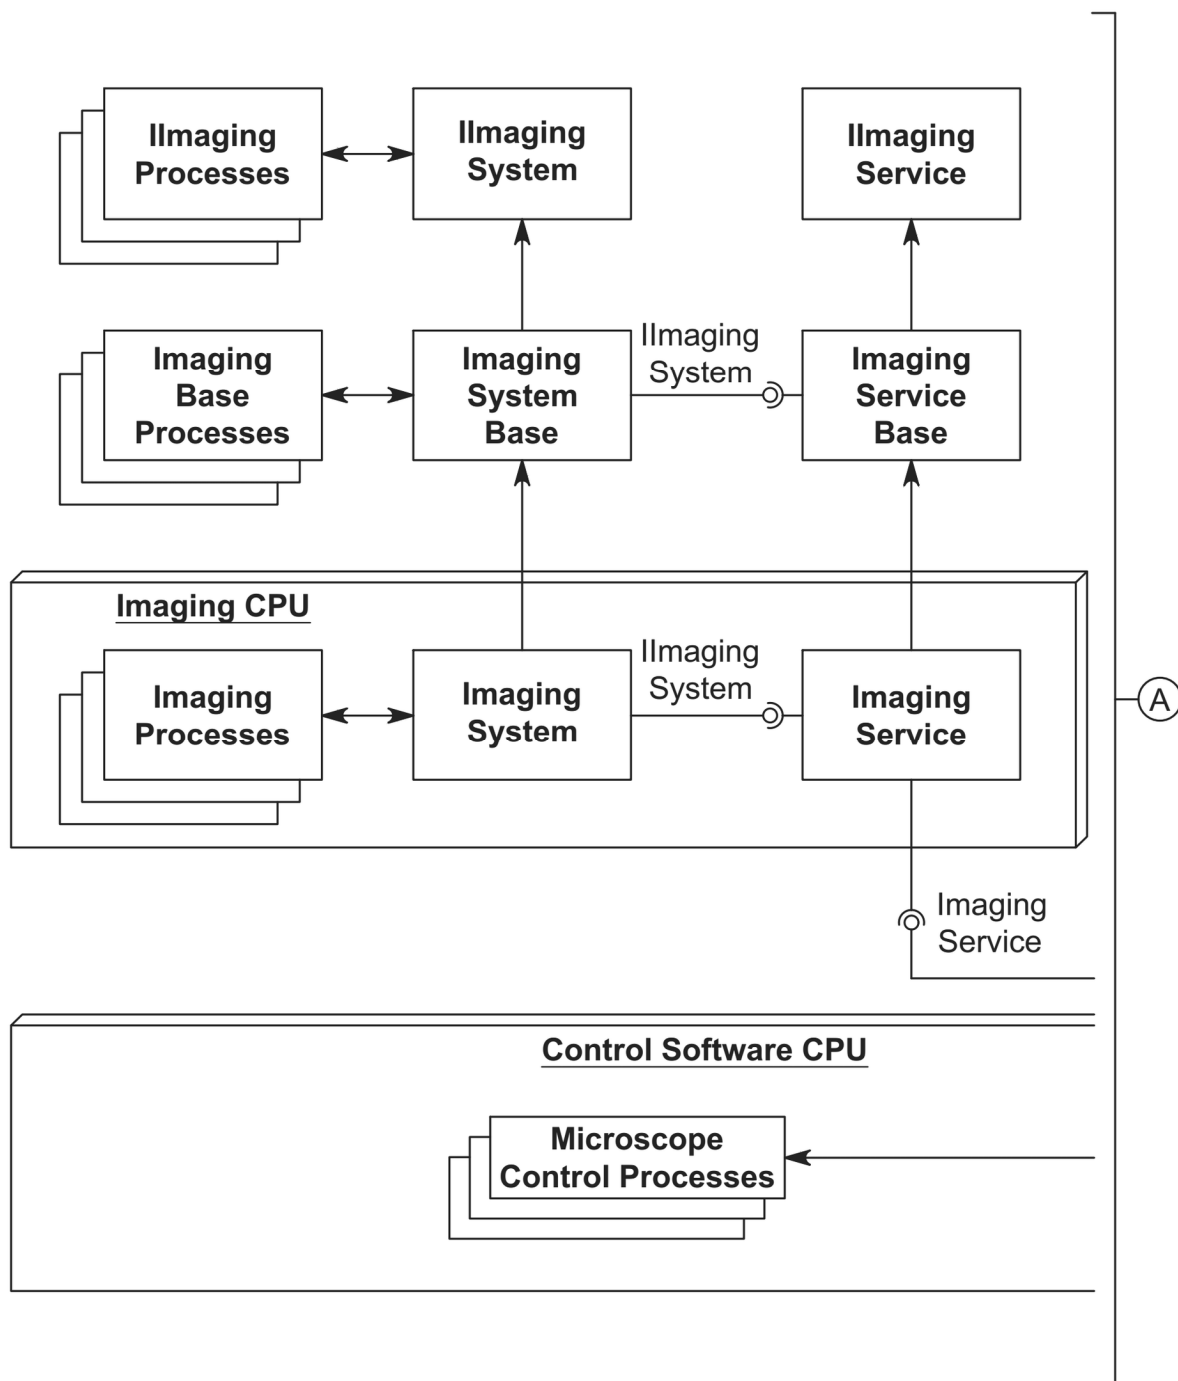 IImaging
Processes
IImaging
System
IImaging
Service
Imaging
Base
Processes
Imaging
System
Base
IImaging
System
Imaging
Service
Base
Imaging CPU
Imaging
Processes
Imaging
System
IImaging
System
Imaging
Service
A
Imaging
Service
Control Software CPU
Microscope
Control Processes